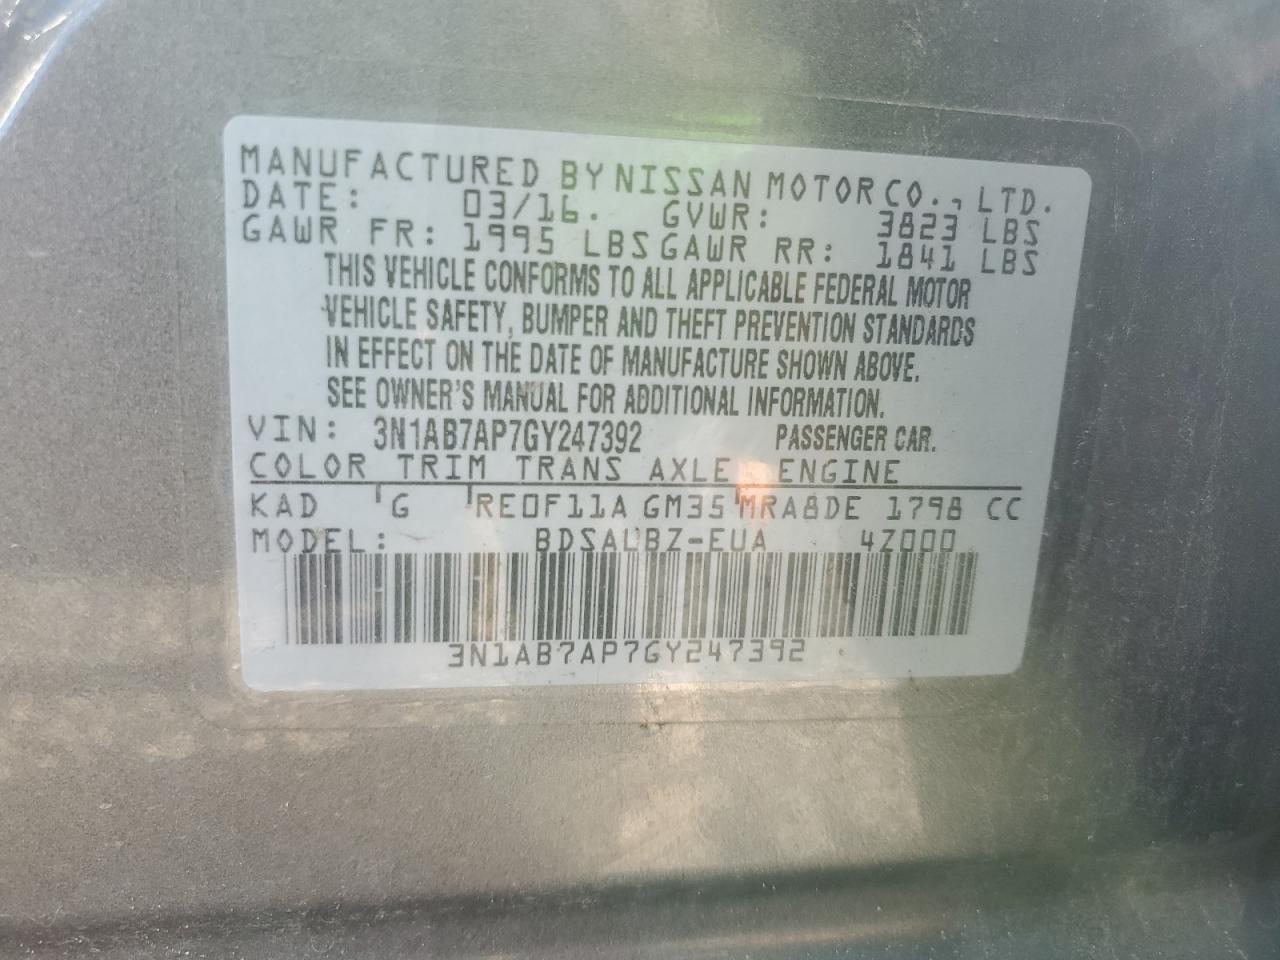 MANUFACTURED BY NISSAN MOTOR CO., LTD.
DATE: 03/16. GVWR: 3823 LBS
GAWR FR: 1995 LBS GAWR RR: 1841 LBS
THIS VEHICLE CONFORMS TO ALL APPLICABLE FEDERAL MOTOR
VEHICLE SAFETY, BUMPER AND THEFT PREVENTION STANDARDS
IN EFFECT ON THE DATE OF MANUFACTURE SHOWN ABOVE.
SEE OWNER'S MANUAL FOR ADDITIONAL INFORMATION.
VIN: 3N1AB7AP7GY247392 PASSENGER CAR.
COLOR TRIM TRANS AXLE ENGINE
KAD G RE0F11A GM35 MRA8DE 1798 CC
MODEL: BDSALBZ-EUA 4Z000
3N1AB7AP7GY247392